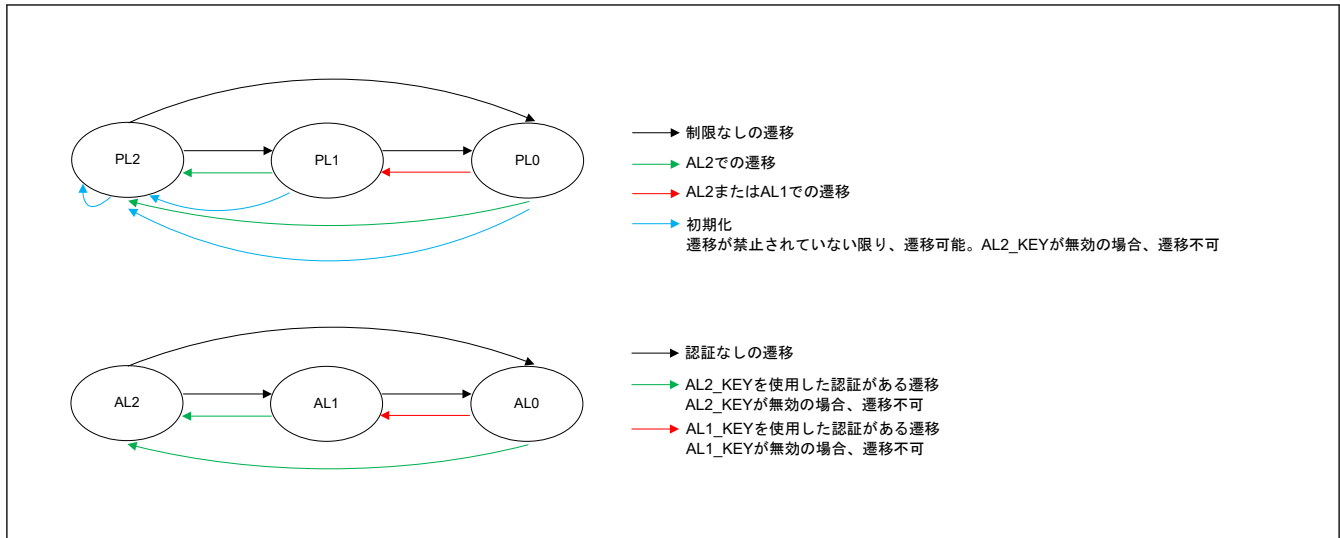 PL2
PL1
PL0
制限なしの遷移
AL2での遷移
AL2またはAL1での遷移
初期化
遷移が禁止されていない限り、遷移可能。AL2_KEYが無効の場合、遷移不可
AL2
AL1
AL0
認証なしの遷移
AL2_KEYを使用した認証がある遷移
AL2_KEYが無効の場合、遷移不可
AL1_KEYを使用した認証がある遷移
AL1_KEYが無効の場合、遷移不可